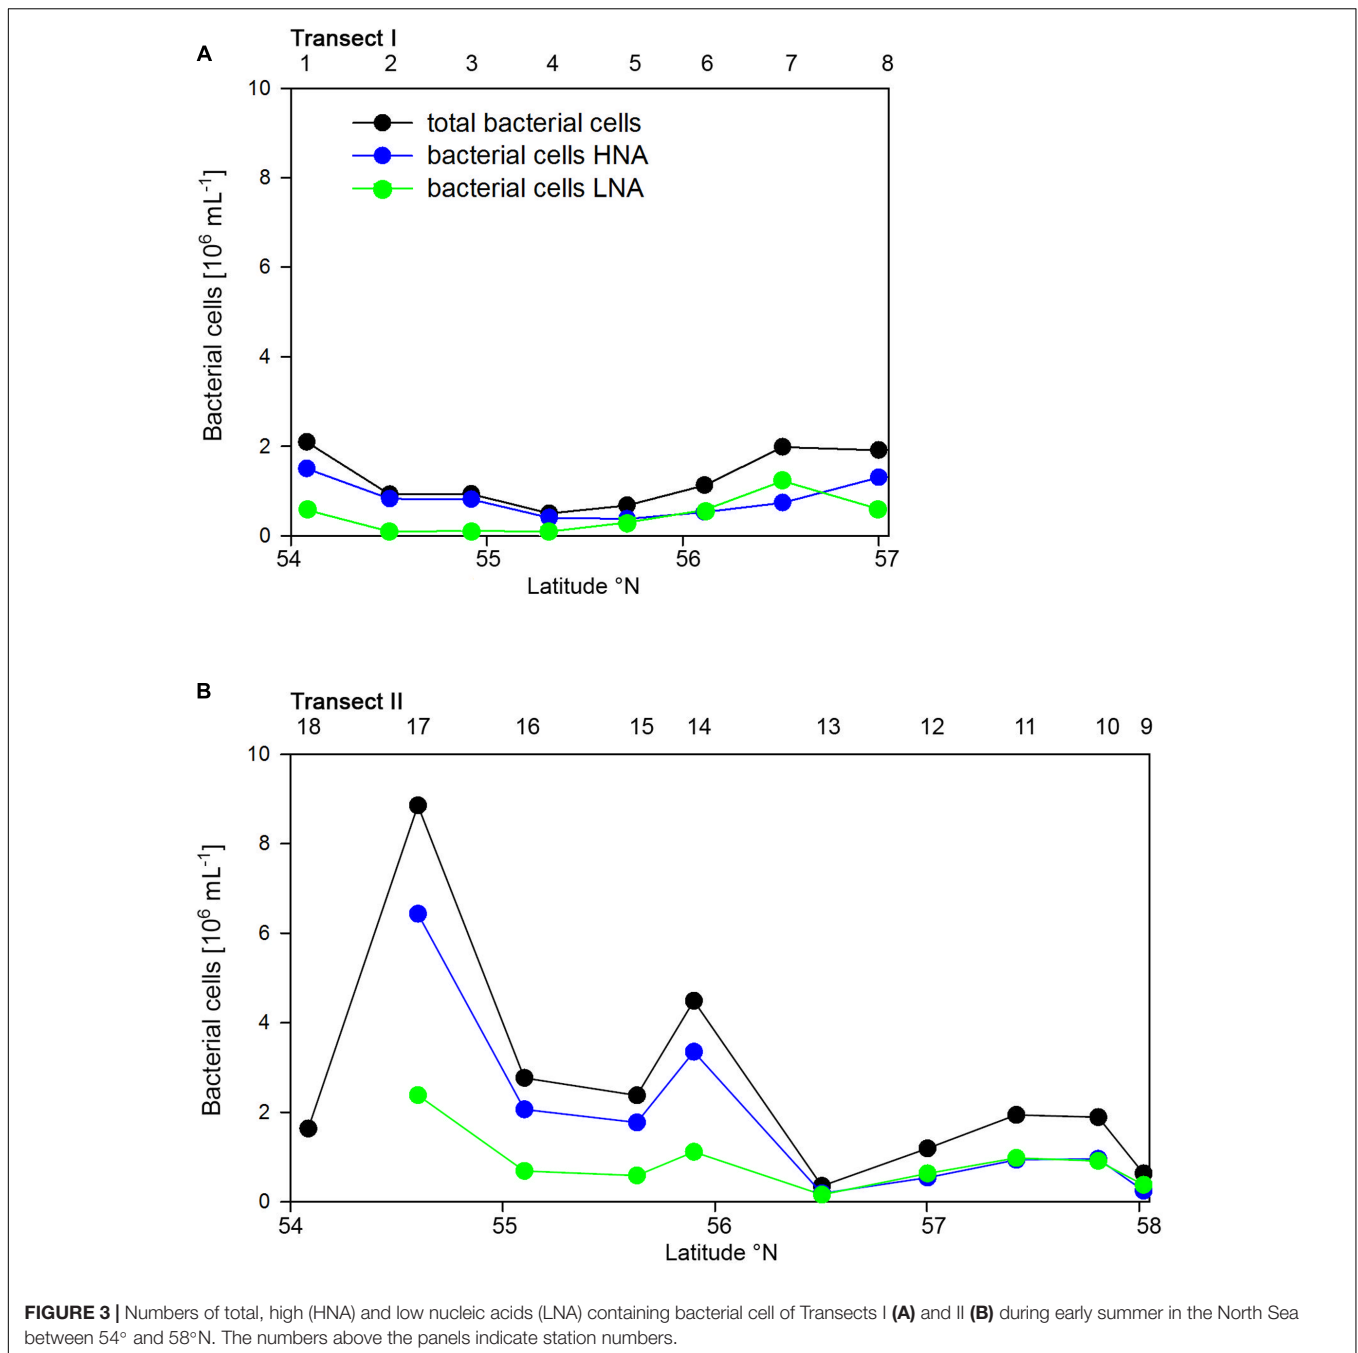 A
Transect I
1 2 3 4 5 6 7 8
10
total bacterial cells
bacterial cells HNA
8
bacterial cells LNA
6
4
2
0
Bacterial cells [10⁶ mL⁻¹]
54 55 56 57
Latitude °N
B
Transect II
18 17 16 15 14 13 12 11 10 9
10
8
6
4
2
0
Bacterial cells [10⁶ mL⁻¹]
54 55 56 57 58
Latitude °N
FIGURE 3 | Numbers of total, high (HNA) and low nucleic acids (LNA) containing bacterial cell of Transects I (A) and II (B) during early summer in the North Sea
between 54° and 58°N. The numbers above the panels indicate station numbers.